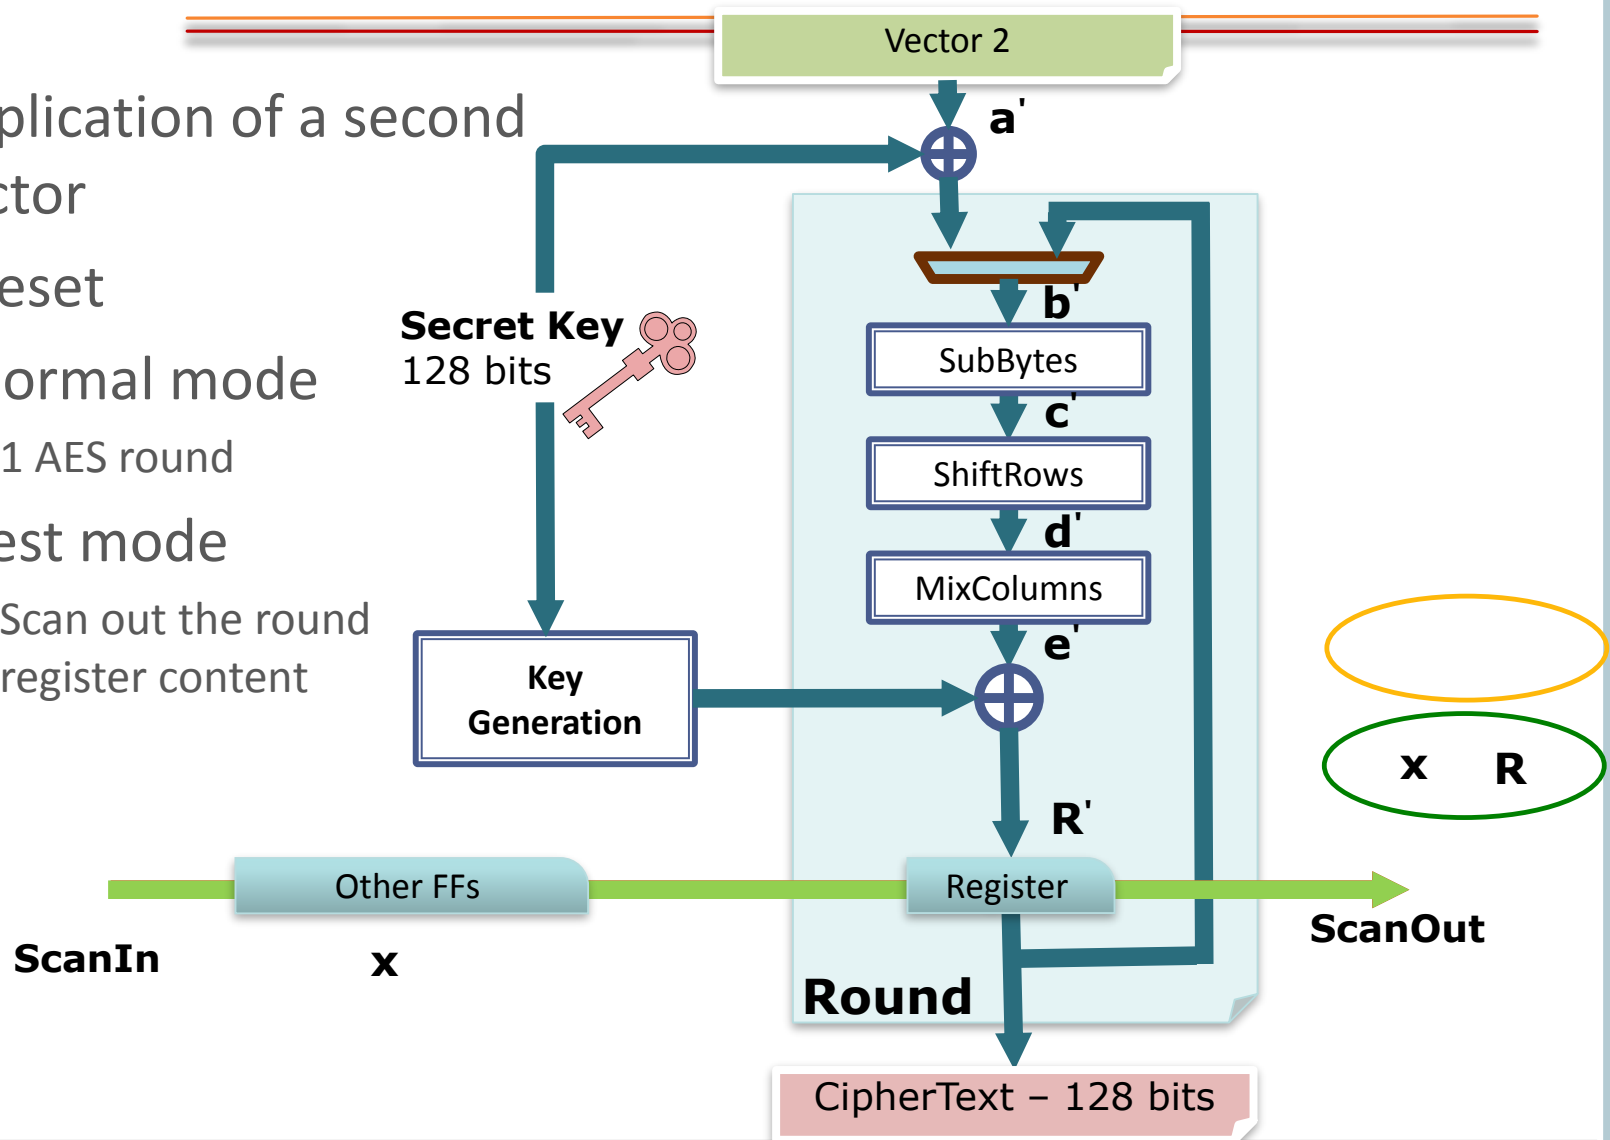 Vector 2
plication of a second
ctor
eset
ormal mode
1 AES round
est mode
Scan out the round
register content
a'
Secret Key
128 bits
b'
SubBytes
c'
ShiftRows
d'
MixColumns
e'
Key
Generation
x R
R'
Other FFs
Register
ScanIn
x
ScanOut
Round
CipherText – 128 bits